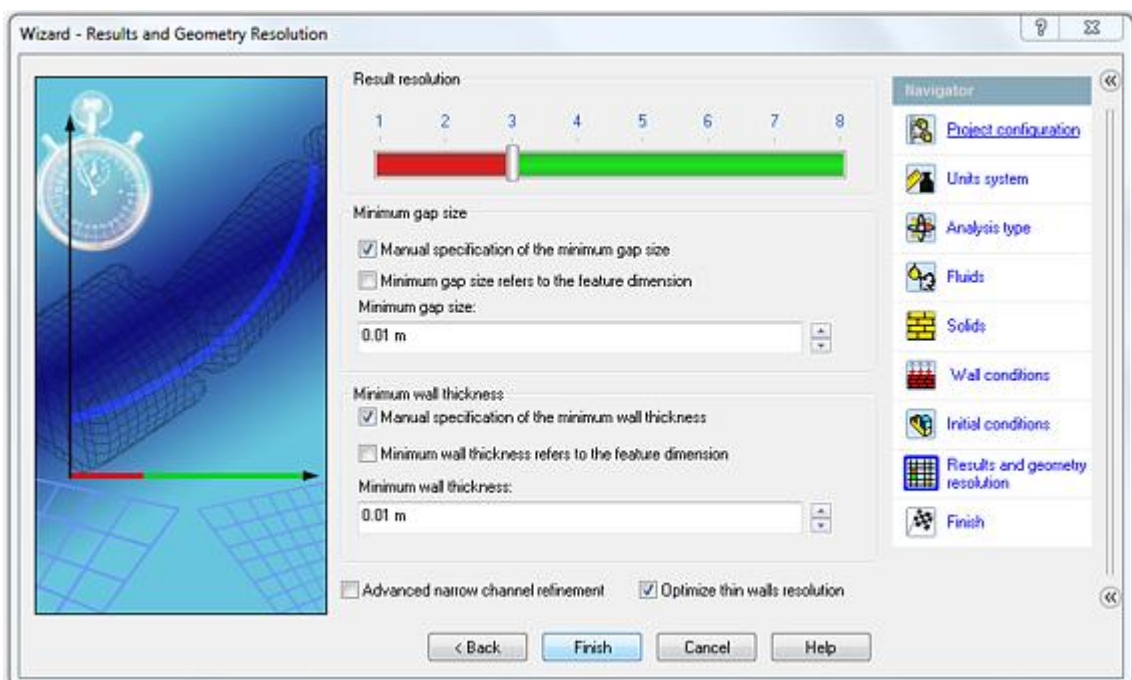 Wizard - Results and Geometry Resolution
Result resolution
1 2 3 4 5 6 7 8
Minimum gap size
Manual specification of the minimum gap size
Minimum gap size refers to the feature dimension
Minimum gap size:
0.01 m
Minimum wall thickness
Manual specification of the minimum wall thickness
Minimum wall thickness refers to the feature dimension
Minimum wall thickness:
0.01 m
Advanced narrow channel refinement
Optimize thin walls resolution
< Back
Finish
Cancel
Help
Navigator
Project configuration
Units system
Analysis type
Fluids
Solids
Wall conditions
Initial conditions
Results and geometry
resolution
Finish